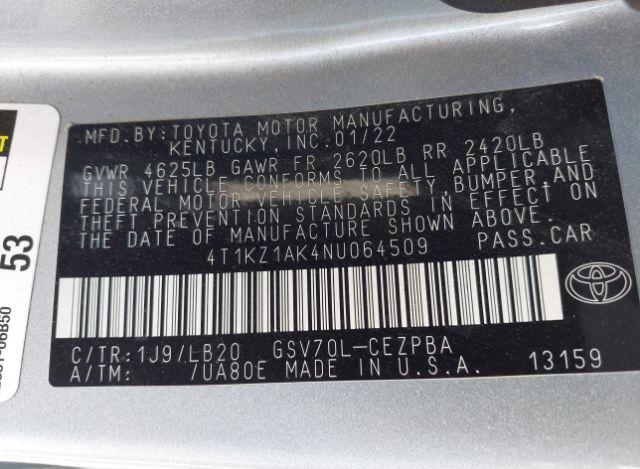 MFD.BY:TOYOTA MOTOR MANUFACTURING,
KENTUCKY,INC.01/22
GVWR 4625LB GAWR FR 2620LB RR 2420LB
THIS VEHICLE CONFORMS TO ALL APPLICABLE
FEDERAL MOTOR VEHICLE SAFETY,BUMPER AND
THEFT PREVENTION STANDARDS IN EFFECT ON
THE DATE OF MANUFACTURE SHOWN ABOVE.
4T1KZ1AK4NU064509 PASS.CAR
C/TR:1J9/LB20 GSV70L-CEZPBA
A/TM: /UA80E MADE IN U.S.A. 13159
53